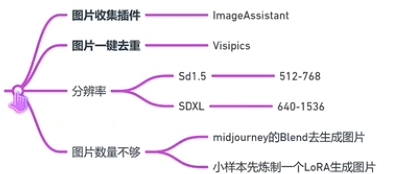 图片收集插件
ImageAssistant
图片一键去重
Visipics
分辨率
Sd1.5
512-768
SDXL
640-1536
图片数量不够
midjourney的Blend去生成图片
小样本先炼制一个LoRA生成图片